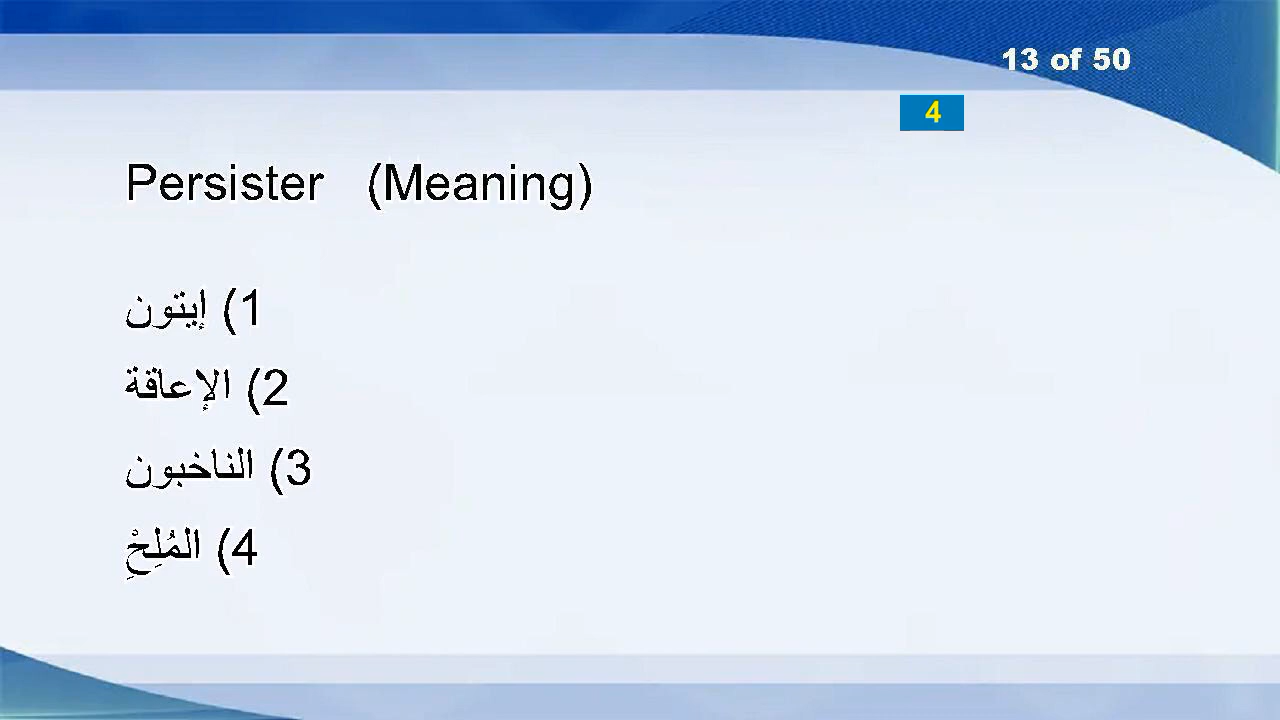 13 of 50
4
Persister (Meaning)
1) إيتون
2) الإعاقة
3) الناخبون
4) المُلِحْ